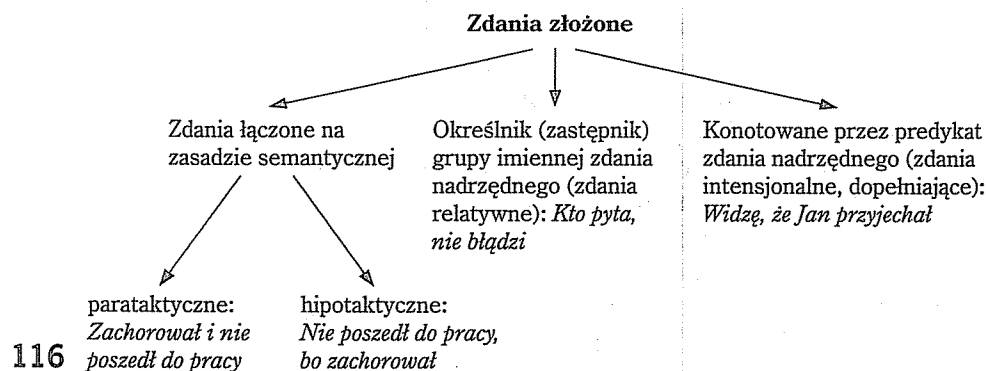 Zdania złożone
Zdania łączone na
zasadzie semantycznej
Określnik (zastępnik)
grupy imiennej zdania
nadrzędnego (zdania
relatywne): Kto pyta,
nie błądzi
Konotowane przez predykat
zdania nadrzędnego (zdania
intensjonalne, dopełniające):
Widzę, że Jan przyjechał
parataktyczne:
Zachorował i nie
poszedł do pracy
hipotaktyczne:
Nie poszedł do pracy,
bo zachorował
116